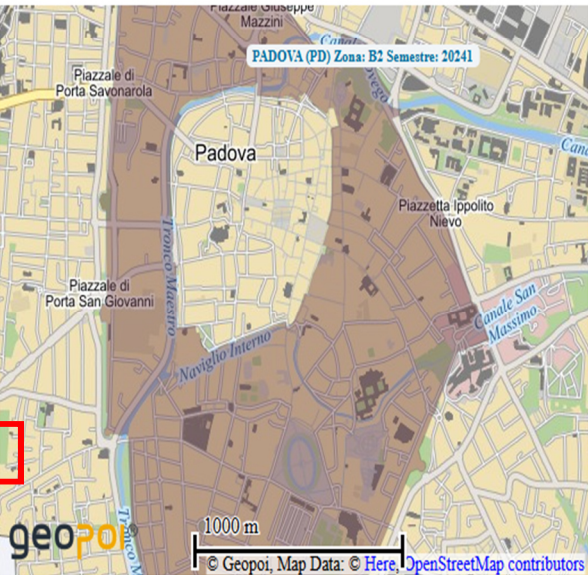 Piazzale Giuseppe
Mazzini
Canale
Piovego
PADOVA (PD) Zona: B2 Semestre: 20241
Piazzale di
Porta Savonarola
Cana
Padova
Piazzetta Ippolito
Nievo
Tronco Maestro
Piazzale di
Porta San Giovanni
Canale San
Massimo
Naviglio Interno
geopoi®
Tronco M
1000 m
© Geopoi, Map Data: © Here, OpenStreetMap contributors